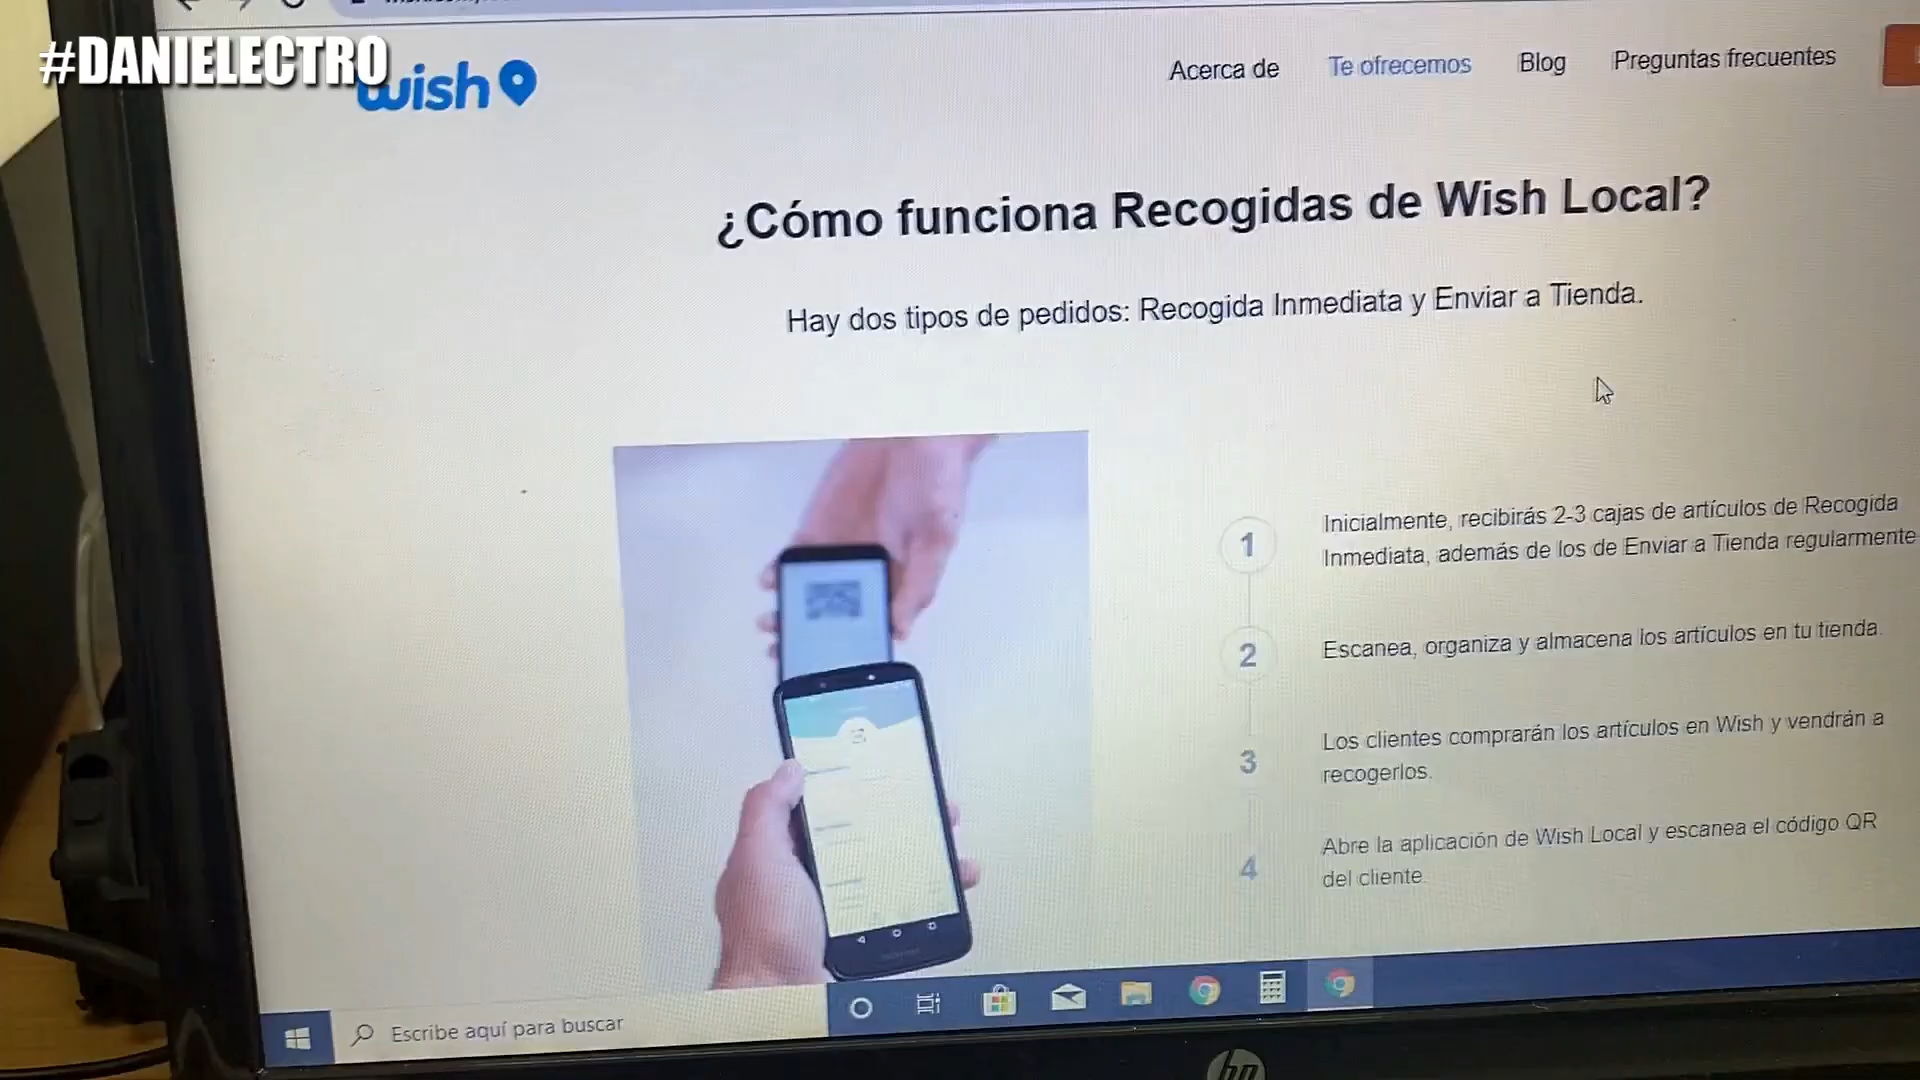 #DANIELECTRO
wish
Acerca de Te ofrecemos Blog Preguntas frecuentes
¿Cómo funciona Recogidas de Wish Local?
Hay dos tipos de pedidos: Recogida Inmediata y Enviar a Tienda.
1
Inicialmente, recibirás 2-3 cajas de artículos de Recogida
Inmediata, además de los de Enviar a Tienda regularmente
2
Escanea, organiza y almacena los artículos en tu tienda.
3
Los clientes comprarán los artículos en Wish y vendrán a
recogerlos.
4
Abre la aplicación de Wish Local y escanea el código QR
del cliente.
Escribe aquí para buscar
hp